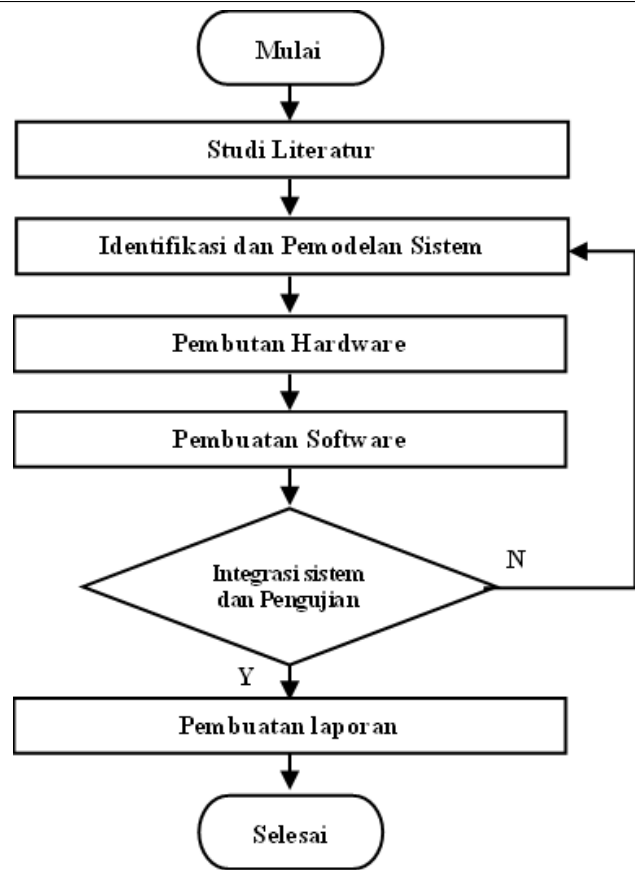 Mulai
Studi Literatur
Identifikasi dan Pemodelan Sistem
Pembutan Hardware
Pembuatan Software
Integrasi sistem
dan Pengujian
N
Y
Pembuatan laporan
Selesai